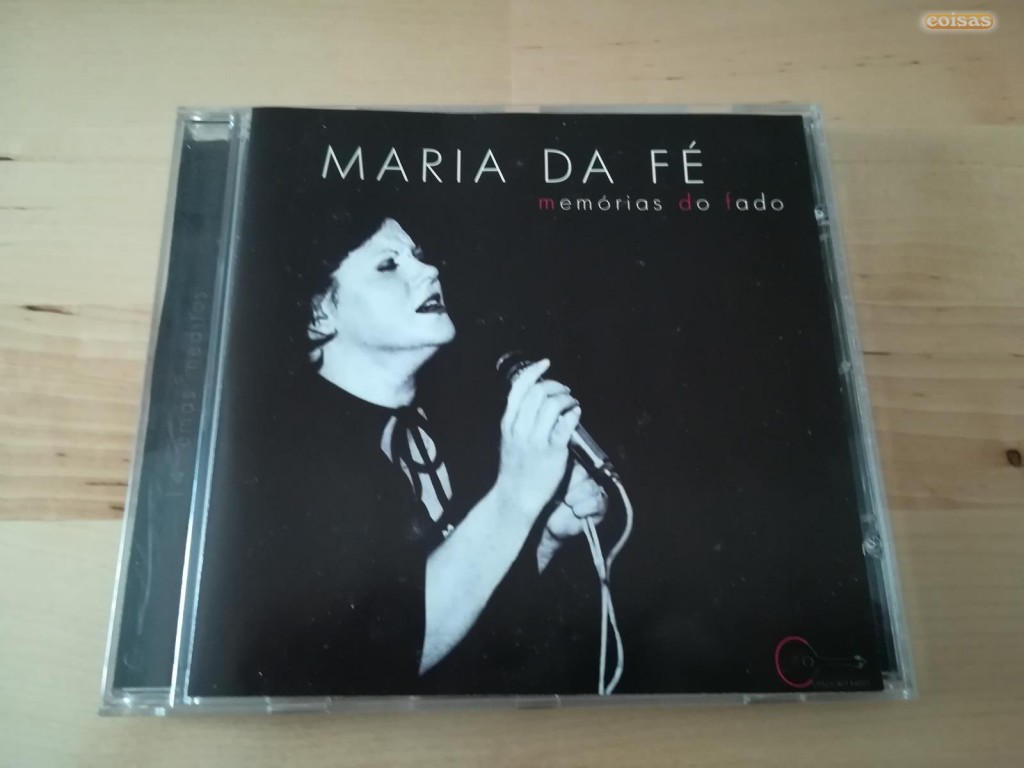 coisas
MARIA DA FÉ
memórias do fado